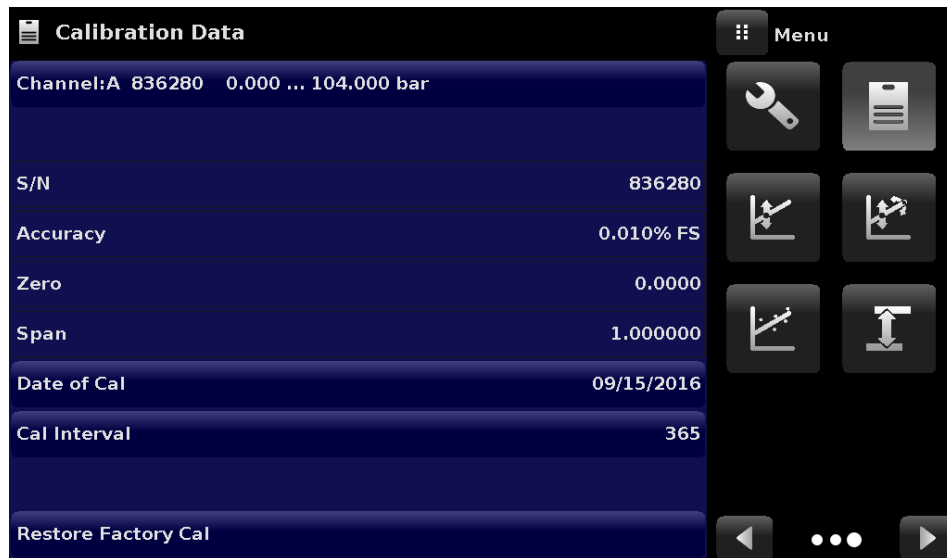 Calibration Data
Menu
Channel:A 836280 0.000 ... 104.000 bar
S/N 836280
Accuracy 0.010% FS
Zero 0.0000
Span 1.000000
Date of Cal 09/15/2016
Cal Interval 365
Restore Factory Cal